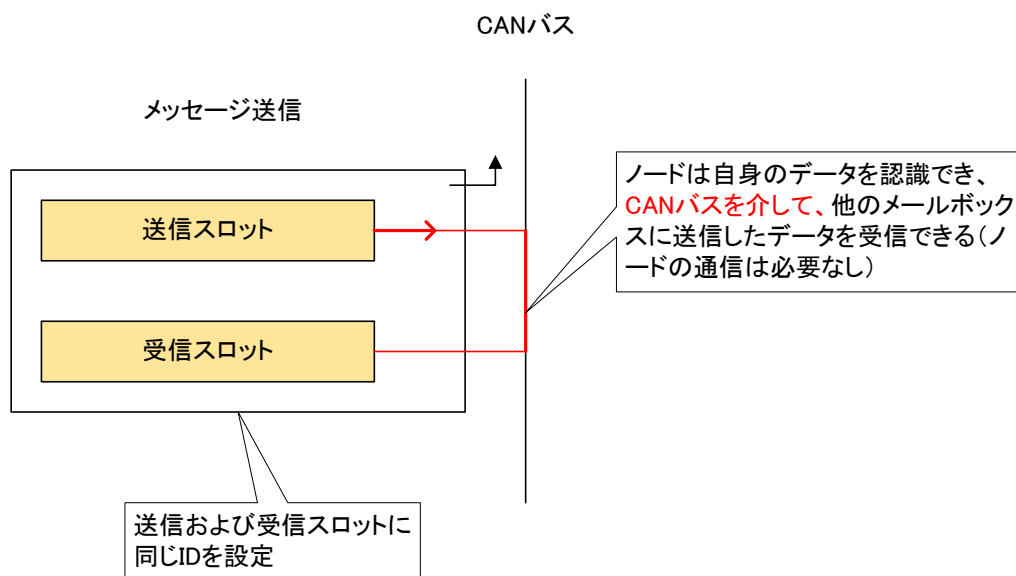 CANバス
メッセージ送信
送信スロット
受信スロット
ノードは自身のデータを認識でき、
CANバスを介して、他のメールボック
スに送信したデータを受信できる(ノ
ードの通信は必要なし)
送信および受信スロットに
同じIDを設定